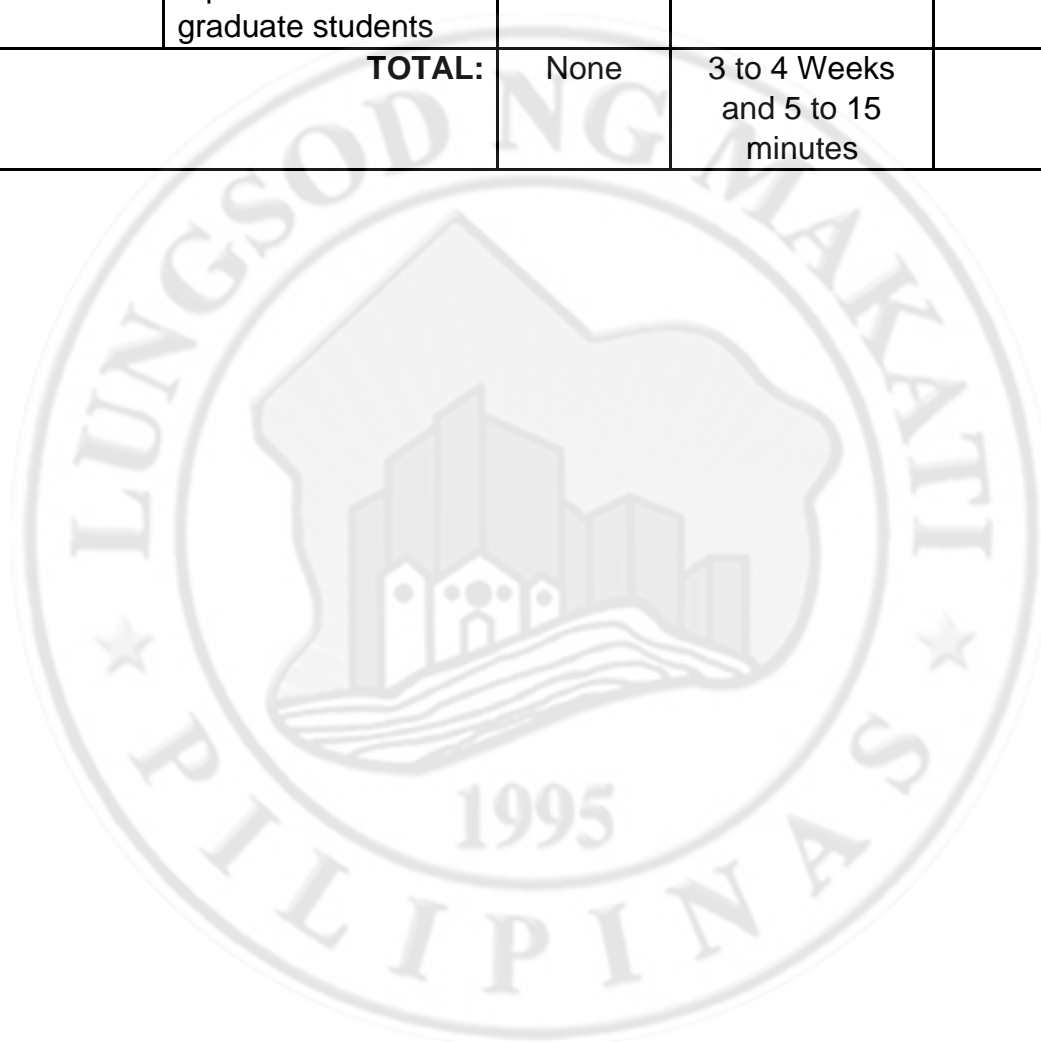 graduate students
TOTAL: None 3 to 4 Weeks
and 5 to 15
minutes
LUNGSOD NG MAKATI
1995
PILIPINAS